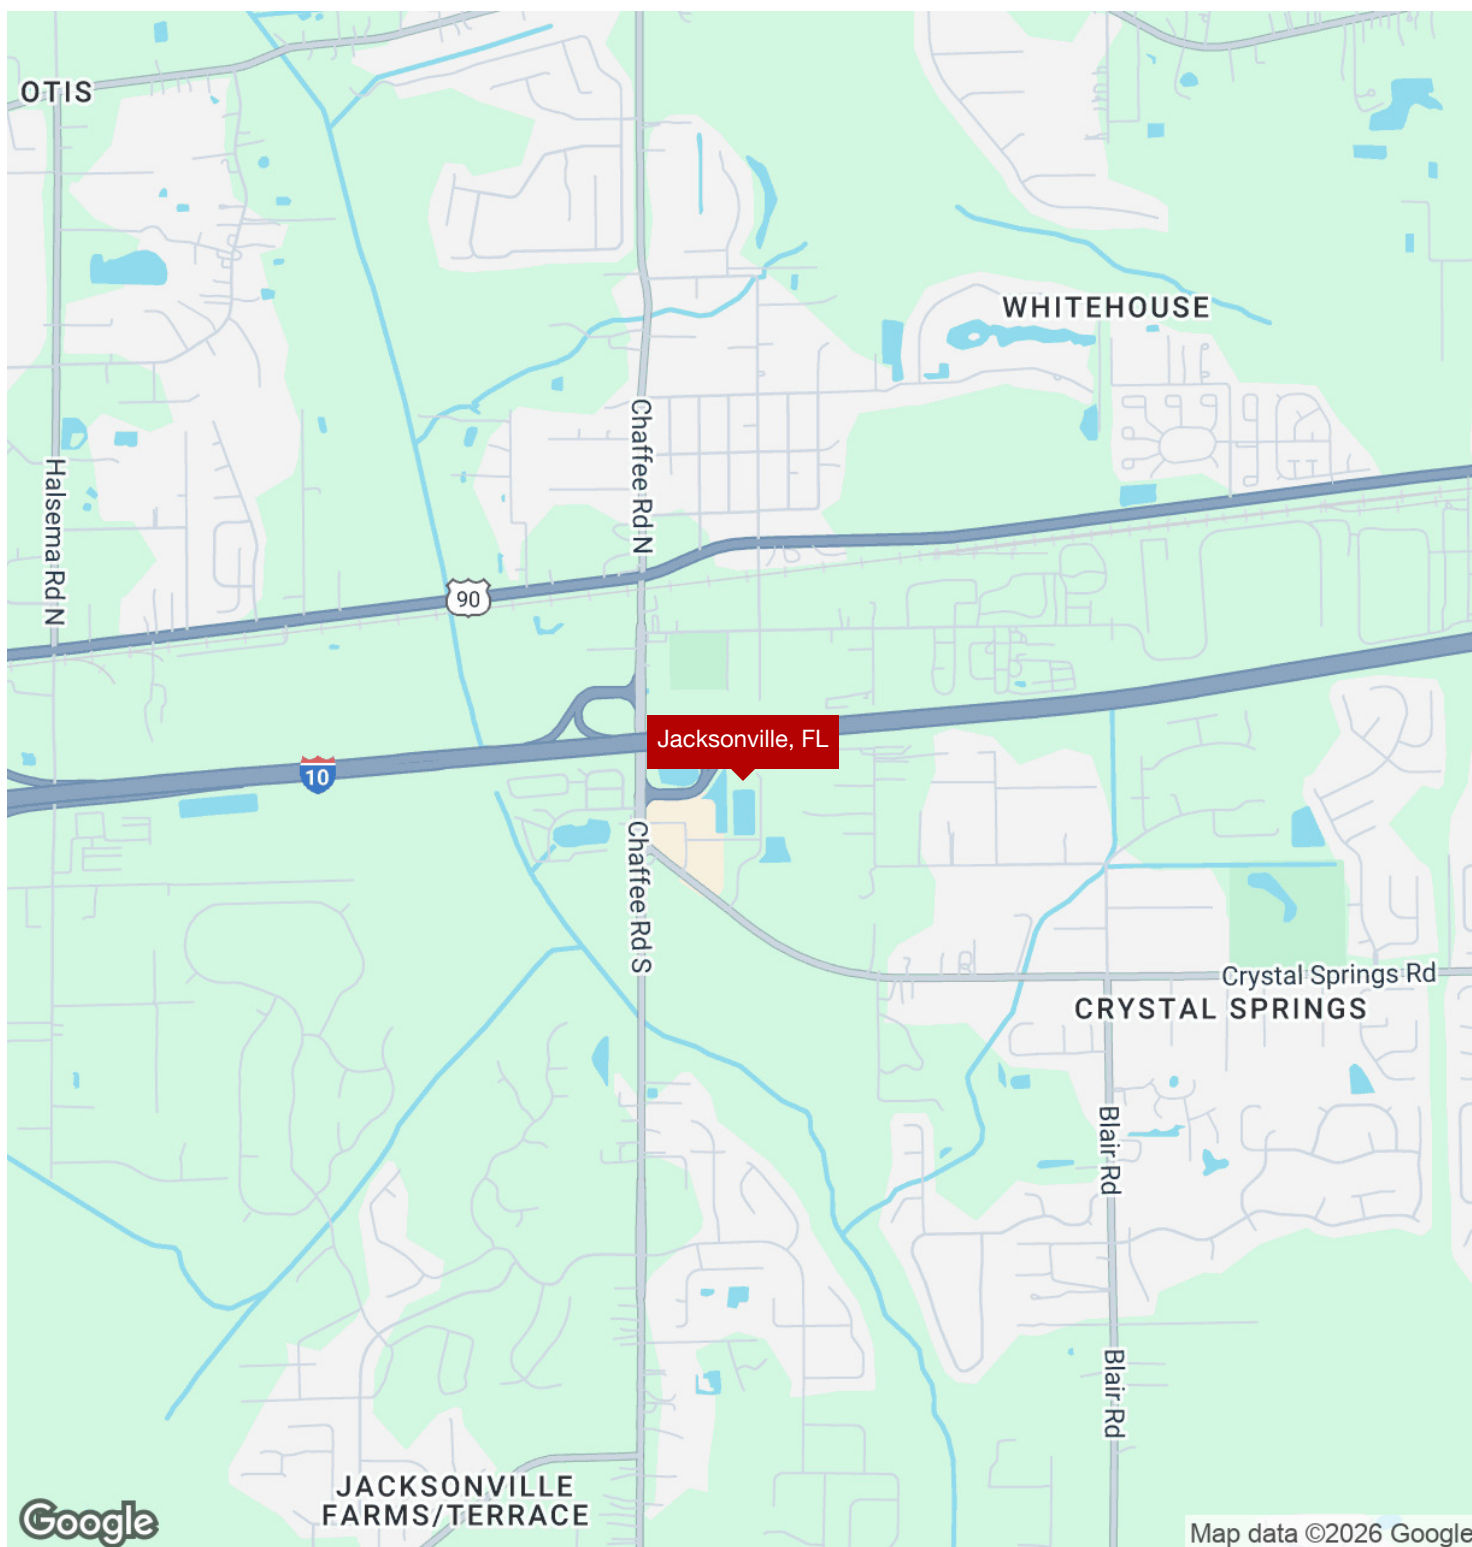 OTIS
WHITEHOUSE
Chaffee Rd N
Halsema Rd N
90
Jacksonville, FL
10
Chaffee Rd S
Crystal Springs Rd
CRYSTAL SPRINGS
Blair Rd
Blair Rd
JACKSONVILLE
FARMS/TERRACE
Google
Map data ©2026 Google